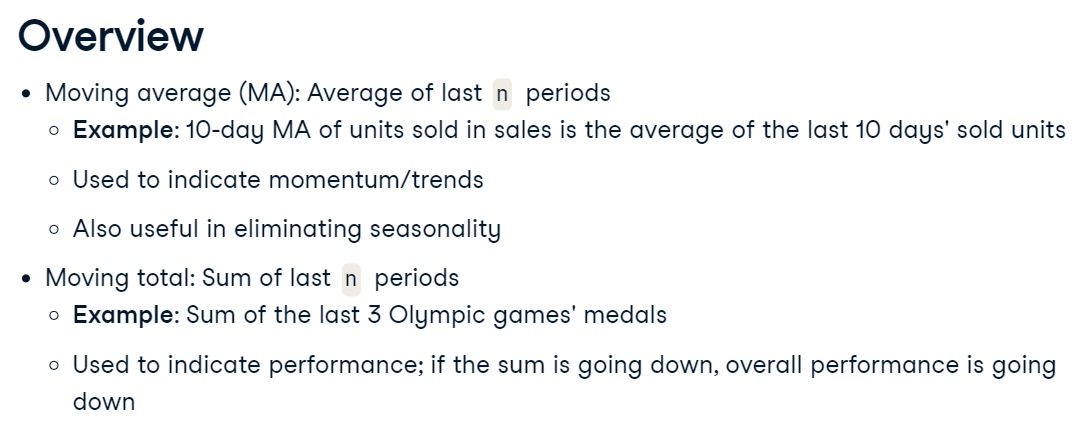 Overview
• Moving average (MA): Average of last n periods
◦ Example: 10-day MA of units sold in sales is the average of the last 10 days' sold units
◦ Used to indicate momentum/trends
◦ Also useful in eliminating seasonality
• Moving total: Sum of last n periods
◦ Example: Sum of the last 3 Olympic games' medals
◦ Used to indicate performance; if the sum is going down, overall performance is going
down